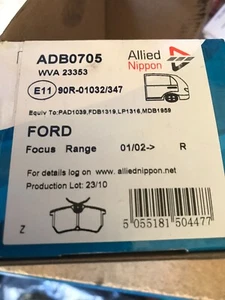 ADB0705
WVA 23353
Allied
Nippon
E11 90R-01032/347
Equiv To:PAD1039,FDB1319,LP1316,MDB1959
FORD
Focus Range 01/02-> R
For details log on www.alliednippon.net
Production Lot: 23/10
Z
5 055181 504477